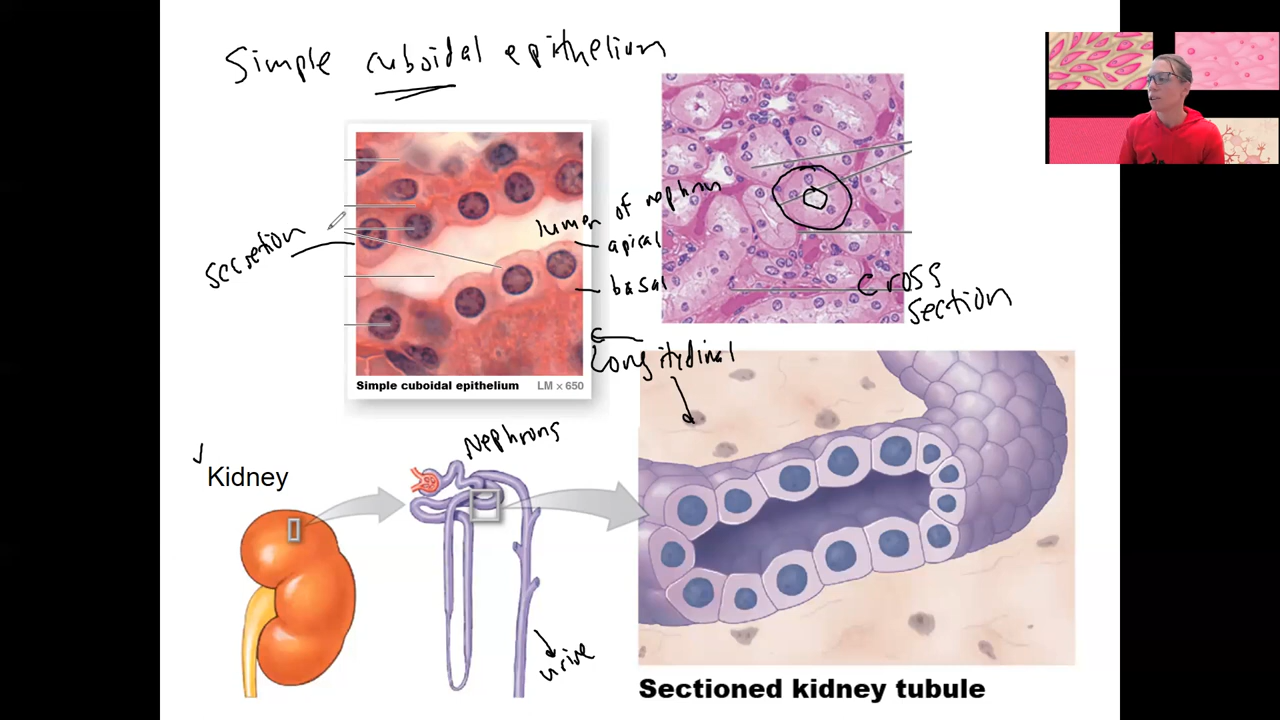 Simple cuboidal epithelium
lumen of nephron
apical
basal
secretion
cross
section
longitudinal
Simple cuboidal epithelium LM x 650
Nephrons
Kidney
urine
Sectioned kidney tubule